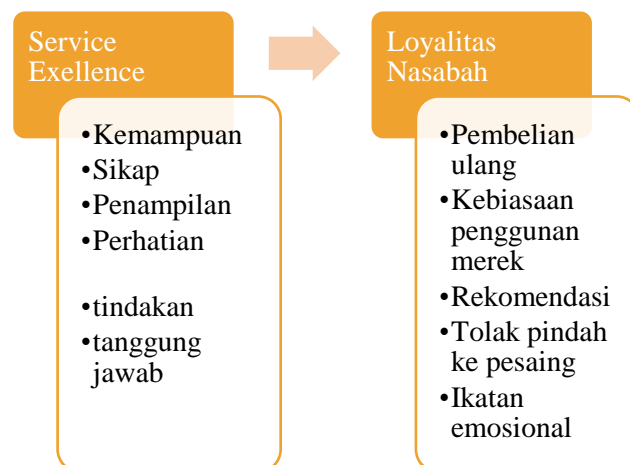 Service
Exellence
•Kemampuan
•Sikap
•Penampilan
•Perhatian
•tindakan
•tanggung
jawab
Loyalitas
Nasabah
•Pembelian
ulang
•Kebiasaan
penggunan
merek
•Rekomendasi
•Tolak pindah
ke pesaing
•Ikatan
emosional